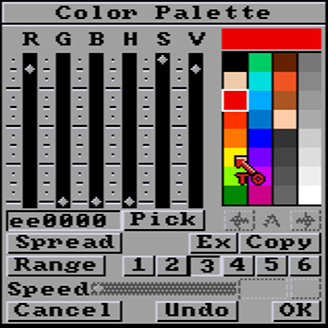 Color Palette
R G B H S V
ee0000 Pick
Spread Ex Copy
Range 1 2 3 4 5 6
Speed
Cancel Undo OK